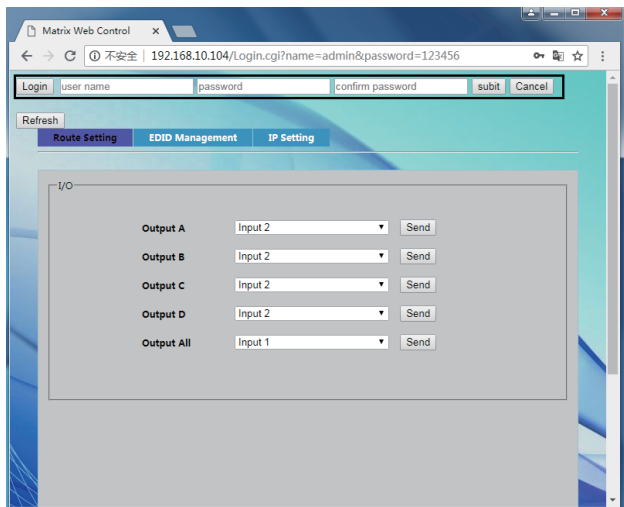 Matrix Web Control
不安全 | 192.168.10.104/Login.cgi?name=admin&password=123456
Login user name password confirm password subit Cancel
Refresh
Route Setting EDID Management IP Setting
I/O
Output A Input 2 Send
Output B Input 2 Send
Output C Input 2 Send
Output D Input 2 Send
Output All Input 1 Send